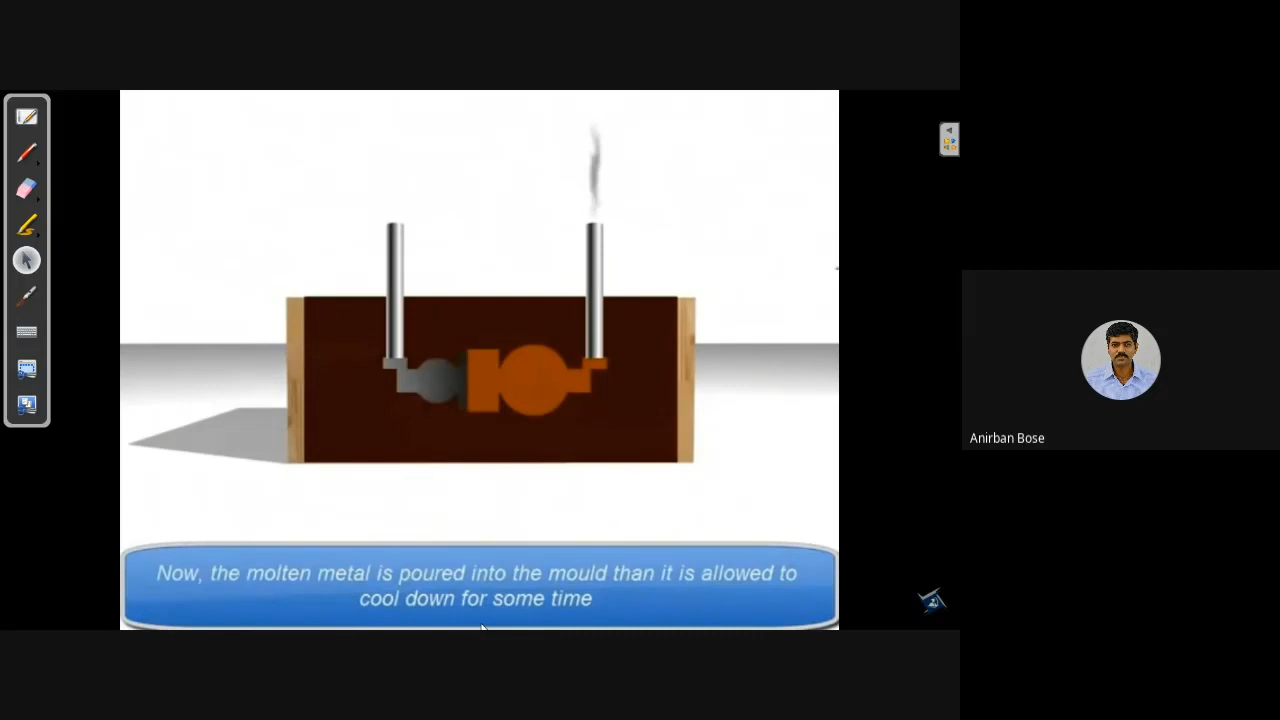 Now, the molten metal is poured into the mould than it is allowed to
cool down for some time
Anirban Bose